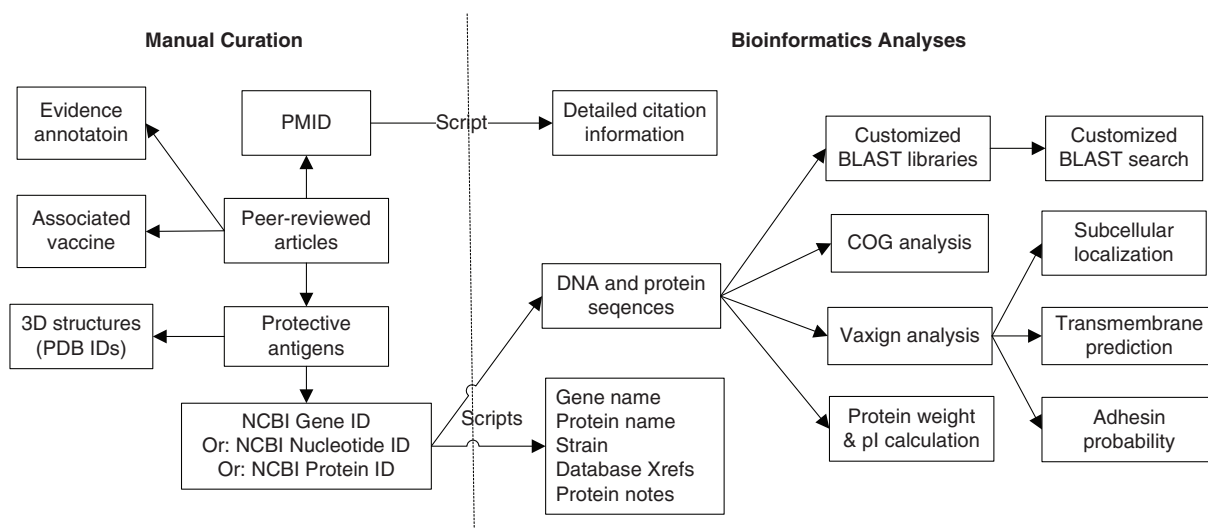 Manual Curation
Bioinformatics Analyses
Evidence
annotatoin
PMID
Script
Detailed citation
information
Customized
BLAST libraries
Customized
BLAST search
Associated
vaccine
Peer-reviewed
articles
COG analysis
Subcellular
localization
DNA and protein
seqences
3D structures
(PDB IDs)
Protective
antigens
Vaxign analysis
Transmembrane
prediction
NCBI Gene ID
Or: NCBI Nucleotide ID
Or: NCBI Protein ID
Scripts
Gene name
Protein name
Strain
Database Xrefs
Protein notes
Protein weight
& pI calculation
Adhesin
probability